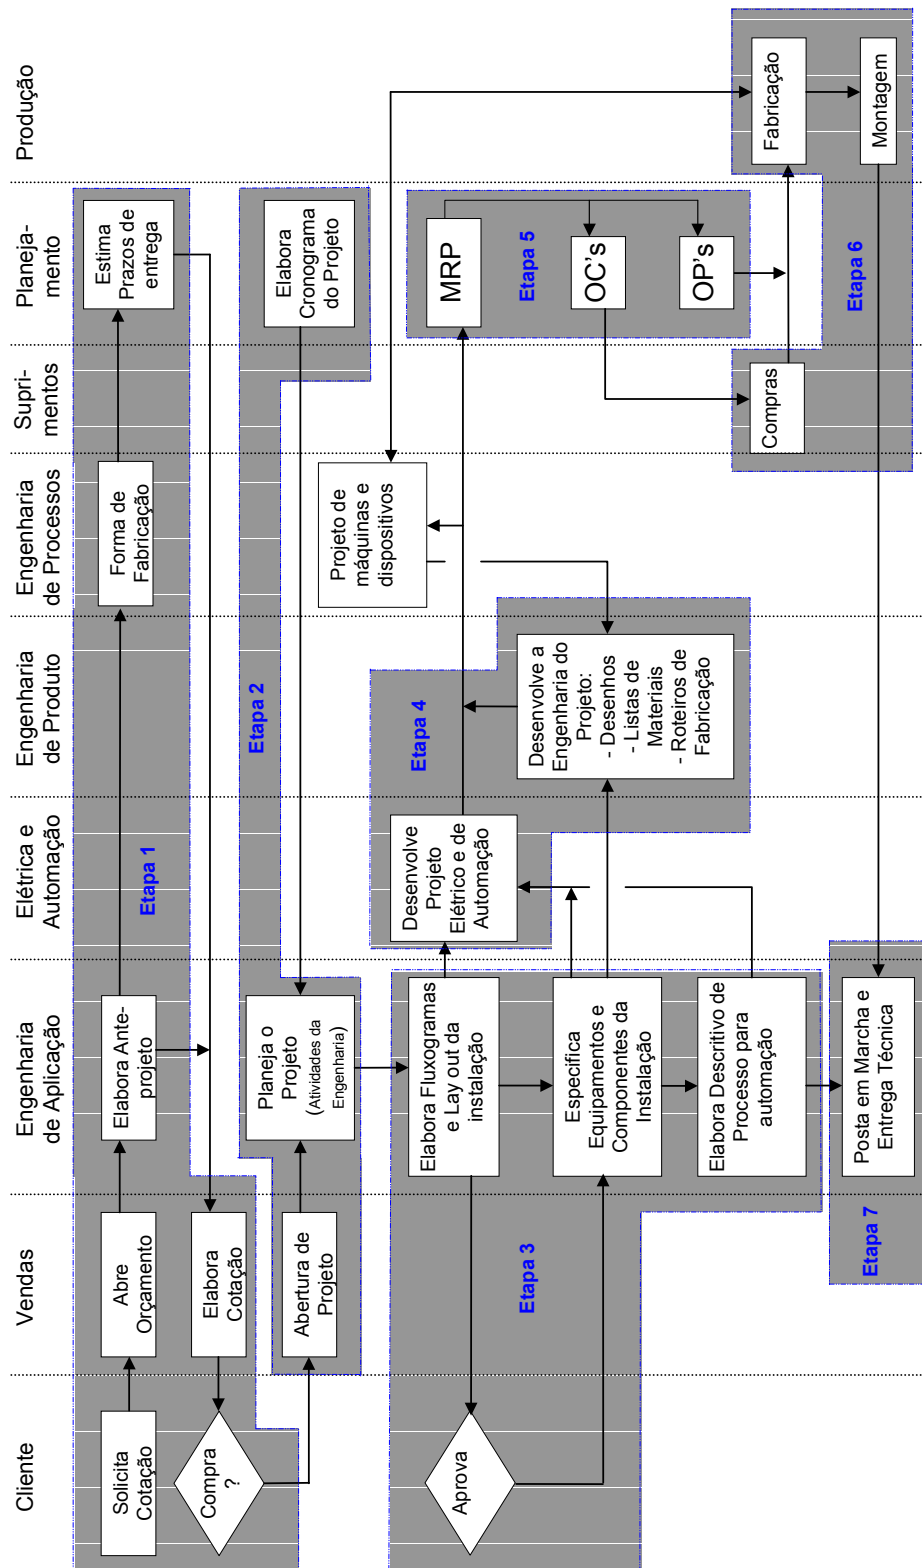 Cliente
Vendas
Engenharia
de Aplicação
Elétrica e
Automação
Engenharia
de Produto
Engenharia
de Processos
Supri-
mentos
Planeja-
mento
Produção
Solicita
Cotação
Abre
Orçamento
Elabora Ante-
projeto
Forma de
Fabricação
Estima
Prazos de
entrega
Etapa 1
Compra
?
Elabora
Cotação
Etapa 2
Abertura de
Projeto
Planeja o
Projeto
(Atividades da
Engenharia)
Elabora
Cronograma
do Projeto
Projeto de
máquinas e
dispositivos
Aprova
Elabora Fluxogramas
e Lay out da
instalação
Desenvolve
Projeto
Elétrico e de
Automação
Etapa 4
MRP
Etapa 5
Etapa 3
Especifica
Equipamentos e
Componentes da
Instalação
Desenvolve a
Engenharia do
Projeto:
- Desenhos
- Listas de
Materiais
- Roteiros de
Fabricação
OC's
OP's
Elabora Descritivo de
Processo para
automação
Compras
Fabricação
Etapa 6
Etapa 7
Posta em Marcha e
Entrega Técnica
Montagem